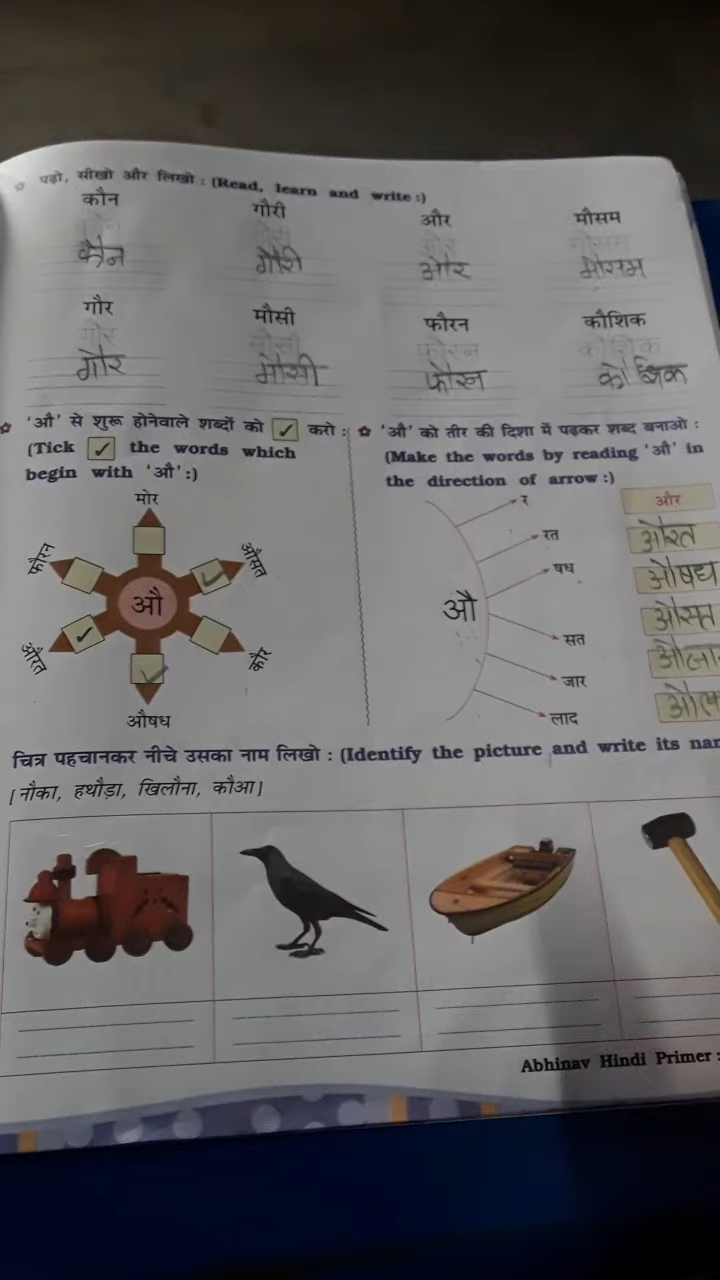 पढ़ो, सीखो और लिखो : (Read, learn and write :)
कौन गौरी और मौसम
कौन गौरी और मौसम
गौर मौसी फौरन कौशिक
गौर मौसी फौरन कौशिक
'औ' से शुरू होनेवाले शब्दों को ✓ करो :
(Tick ✓ the words which
begin with 'औ' :)
मोर
फौरन औसत
औ
औरत कौर
औषध
'औ' को तीर की दिशा में पढ़कर शब्द बनाओ :
(Make the words by reading 'औ' in
the direction of arrow :)
औ
र और
रत औरत
षध औषध
सत औसत
जार
लाद
चित्र पहचानकर नीचे उसका नाम लिखो : (Identify the picture and write its
[नौका, हथौड़ा, खिलौना, कौआ]
Abhinav Hindi Primer :